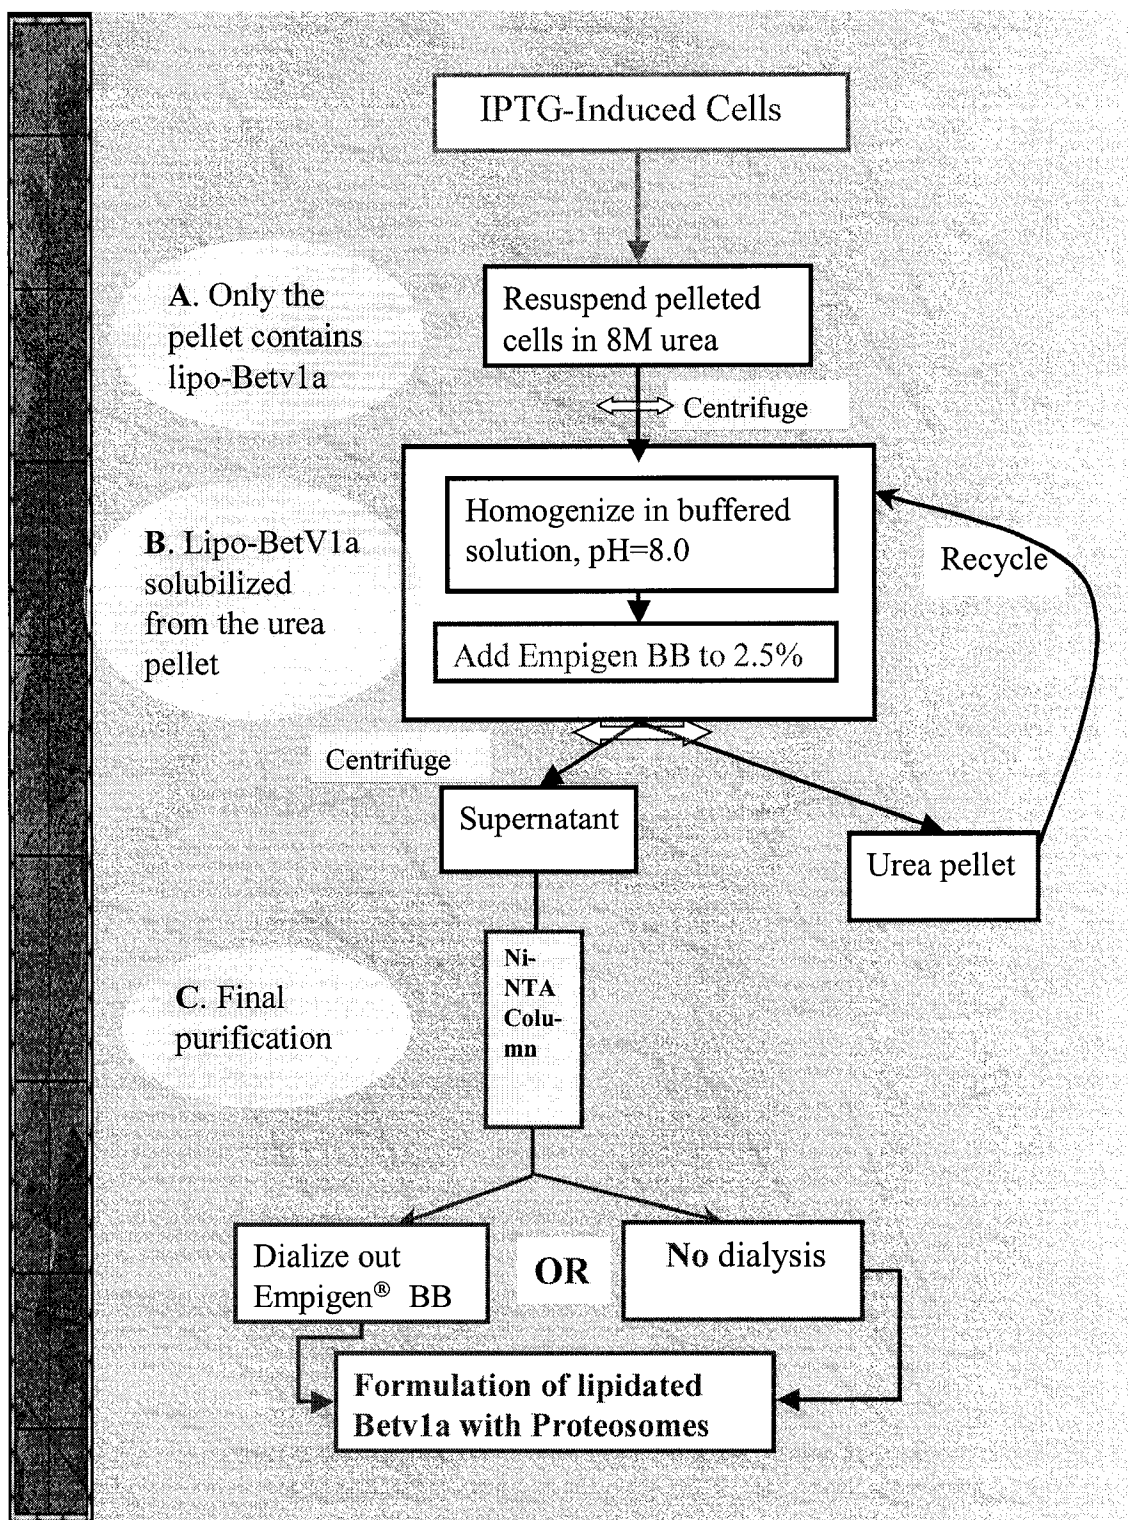 IPTG-Induced Cells
A. Only the
pellet contains
lipo-Betv1a
Resuspend pelleted
cells in 8M urea
Centrifuge
B. Lipo-BetV1a
solubilized
from the urea
pellet
Homogenize in buffered
solution, pH=8.0
Add Empigen BB to 2.5%
Recycle
Centrifuge
Supernatant
Urea pellet
C. Final
purification
Ni-
NTA
Colu-
mn
Dialize out
Empigen® BB
OR
No dialysis
Formulation of lipidated
Betv1a with Proteosomes